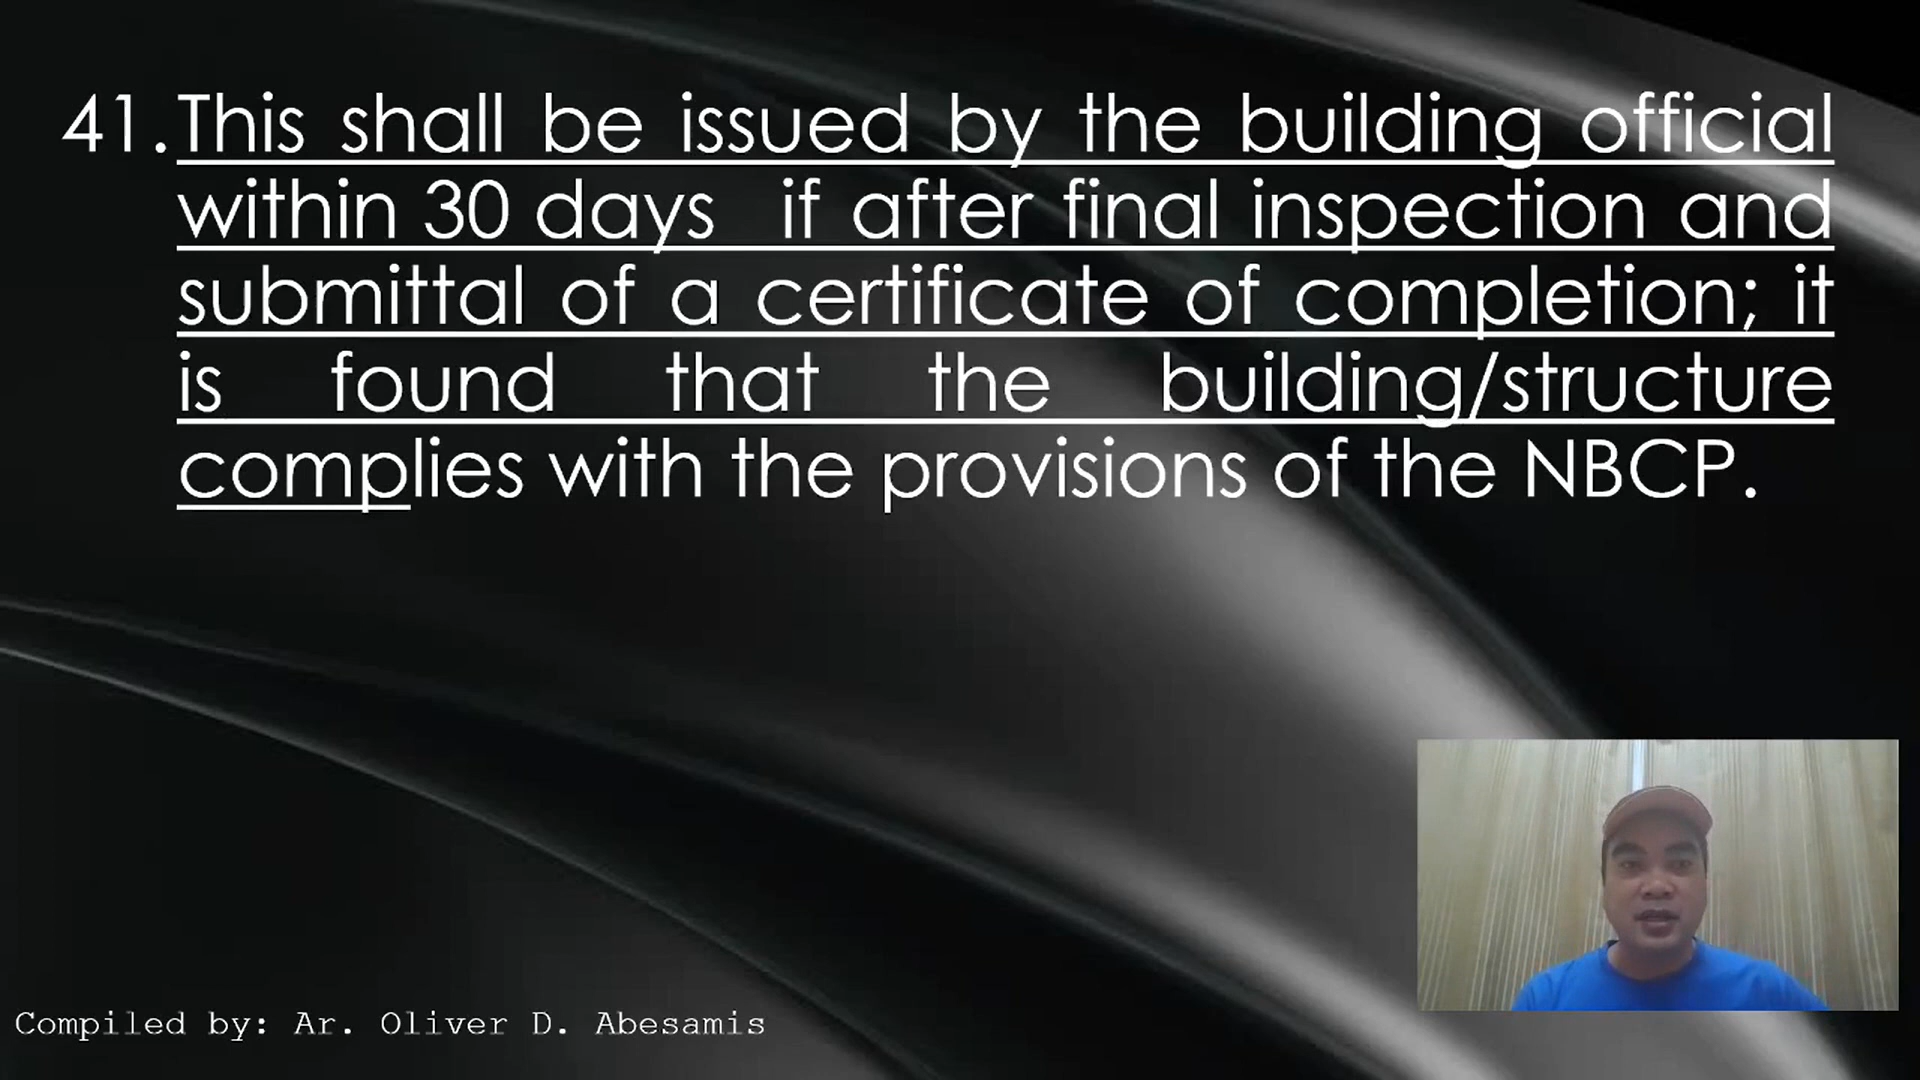 41. This shall be issued by the building official
within 30 days if after final inspection and
submittal of a certificate of completion; it
is found that the building/structure
complies with the provisions of the NBCP.
Compiled by: Ar. Oliver D. Abesamis